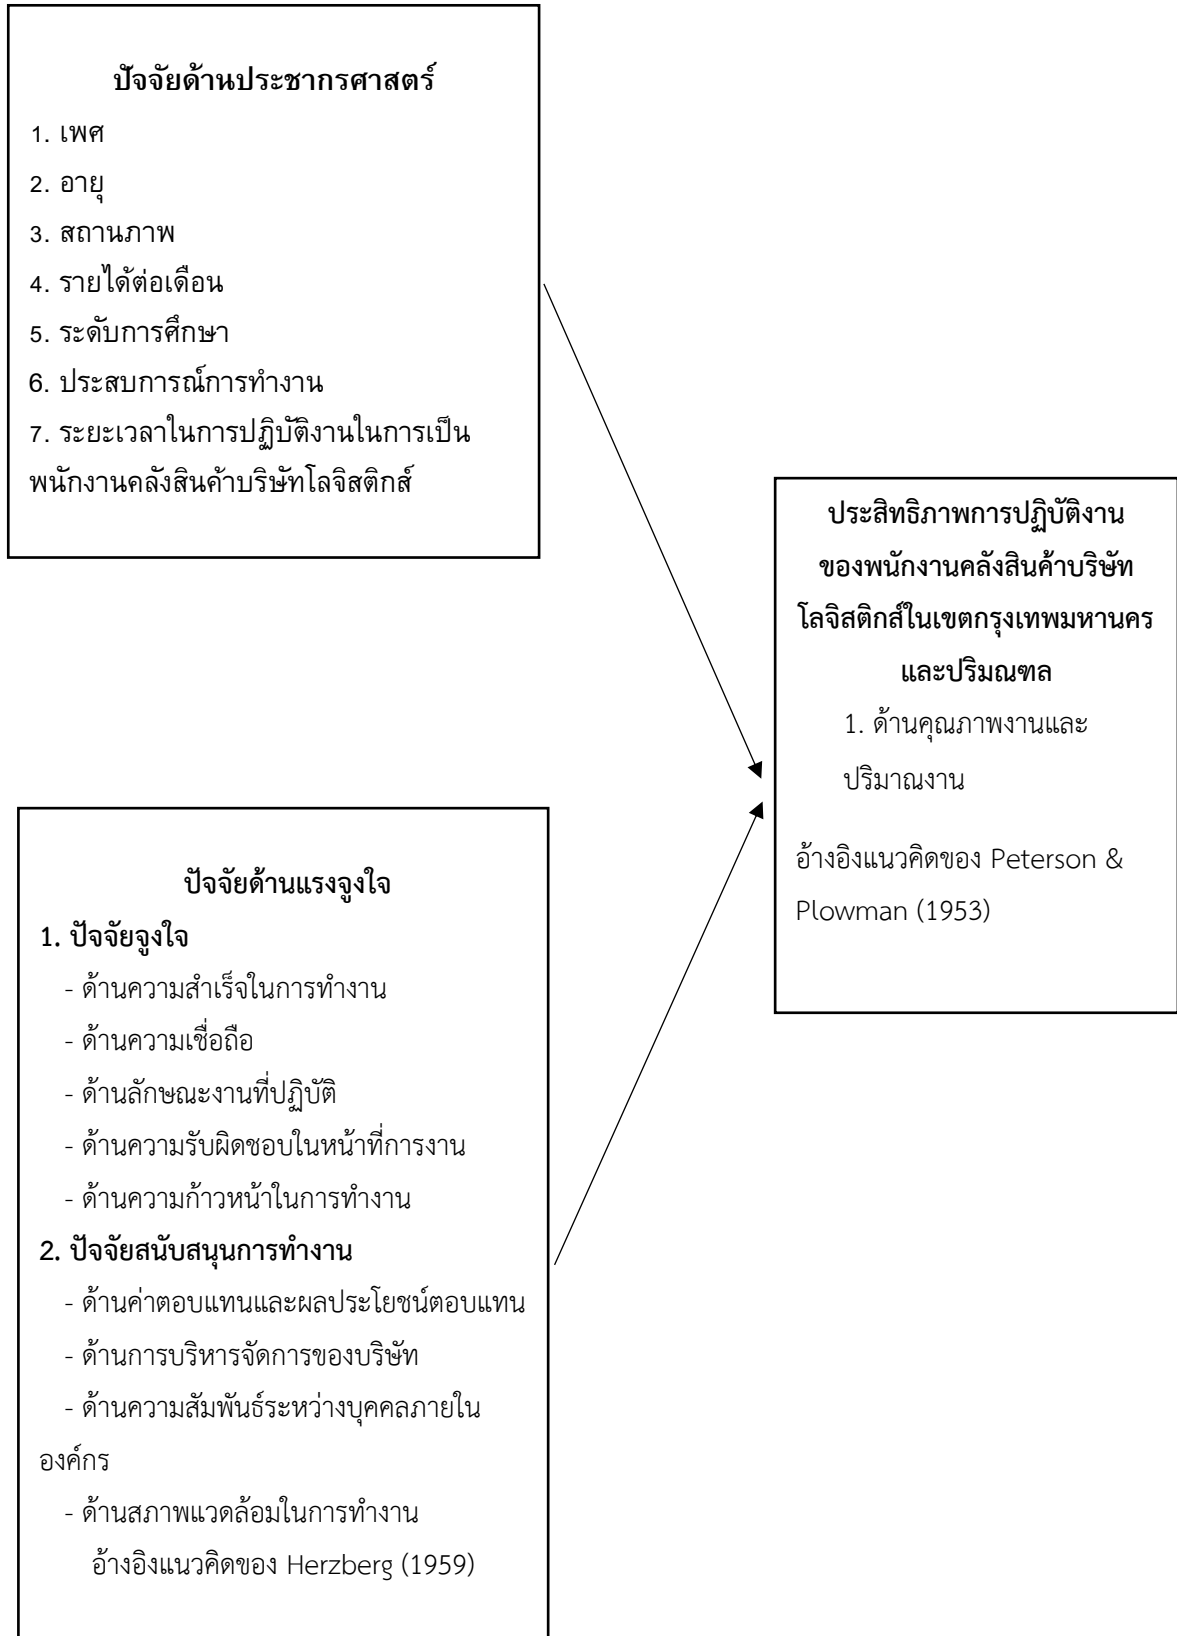 ปัจจัยด้านประชากรศาสตร์
1. เพศ
2. อายุ
3. สถานภาพ
4. รายได้ต่อเดือน
5. ระดับการศึกษา
6. ประสบการณ์การทำงาน
7. ระยะเวลาในการปฏิบัติงานในการเป็น
พนักงานคลังสินค้าบริษัทโลจิสติกส์
ปัจจัยด้านแรงจูงใจ
1. ปัจจัยจูงใจ
- ด้านความสำเร็จในการทำงาน
- ด้านความเชื่อถือ
- ด้านลักษณะงานที่ปฏิบัติ
- ด้านความรับผิดชอบในหน้าที่การงาน
- ด้านความก้าวหน้าในการทำงาน
2. ปัจจัยสนับสนุนการทำงาน
- ด้านค่าตอบแทนและผลประโยชน์ตอบแทน
- ด้านการบริหารจัดการของบริษัท
- ด้านความสัมพันธ์ระหว่างบุคคลภายใน
องค์กร
- ด้านสภาพแวดล้อมในการทำงาน
อ้างอิงแนวคิดของ Herzberg (1959)
ประสิทธิภาพการปฏิบัติงาน
ของพนักงานคลังสินค้าบริษัท
โลจิสติกส์ในเขตกรุงเทพมหานคร
และปริมณฑล
1. ด้านคุณภาพงานและ
ปริมาณงาน
อ้างอิงแนวคิดของ Peterson &
Plowman (1953)